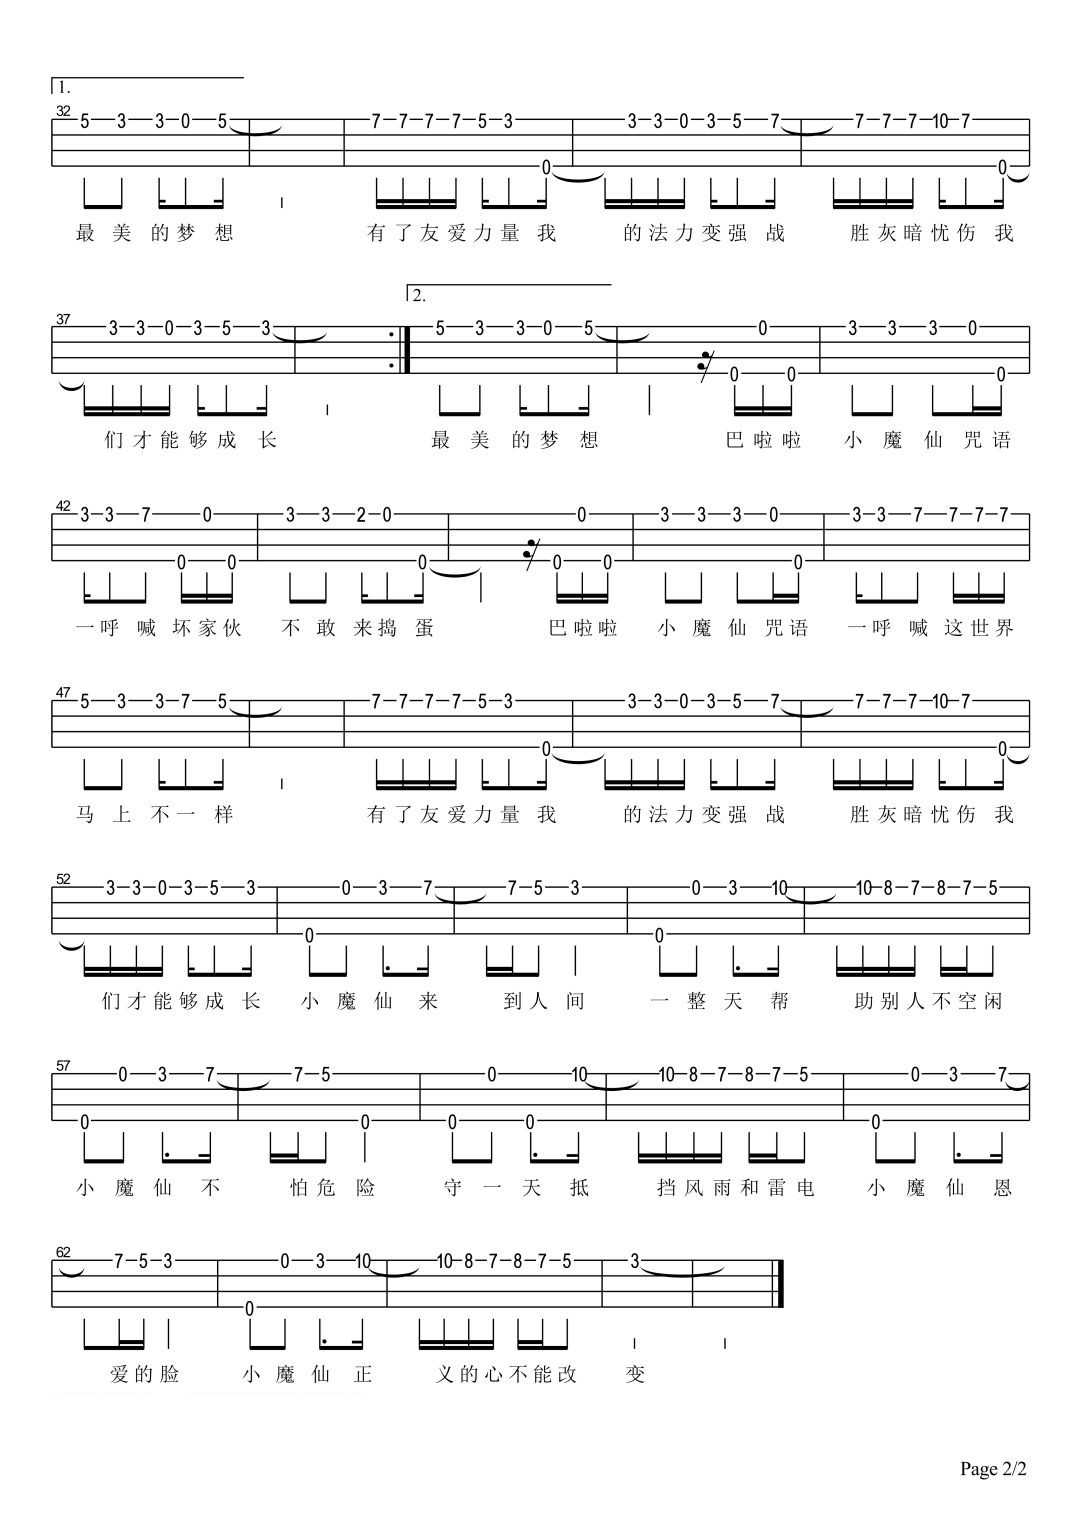 1.
32
5 3 3 0 5 7 7 7 7 5 3 0 3 3 0 3 5 7 7 7 7 10 7 0
最美的梦想 有了友爱力量我 的法力变强战 胜灰暗忧伤我
2.
37
3 3 0 3 5 3 5 3 3 0 5 0 0 0 3 3 3 0 0
们才能够成长 最美的梦想 巴啦啦 小魔仙咒语
42
3 3 7 0 0 0 3 3 2 0 0 0 0 0 3 3 3 0 0 3 3 7 7 7 7
一呼喊坏家伙 不敢来捣蛋 巴啦啦 小魔仙咒语 一呼喊这世界
47
5 3 3 7 5 7 7 7 7 5 3 0 3 3 0 3 5 7 7 7 7 10 7 0
马上不一样 有了友爱力量我 的法力变强战 胜灰暗忧伤我
52
3 3 0 3 5 3 0 0 3 7 7 5 3 0 0 3 10 10 8 7 8 7 5
们才能够成长 小魔仙来 到人间 一整天帮 助别人不空闲
57
0 0 3 7 7 5 0 0 0 0 10 10 8 7 8 7 5 0 0 3 7
小魔仙不 怕危险 守一天抵 挡风雨和雷电 小魔仙恩
62
7 5 3 0 0 3 10 10 8 7 8 7 5 3
爱的脸 小魔仙正 义的心不能改 变
Page 2/2